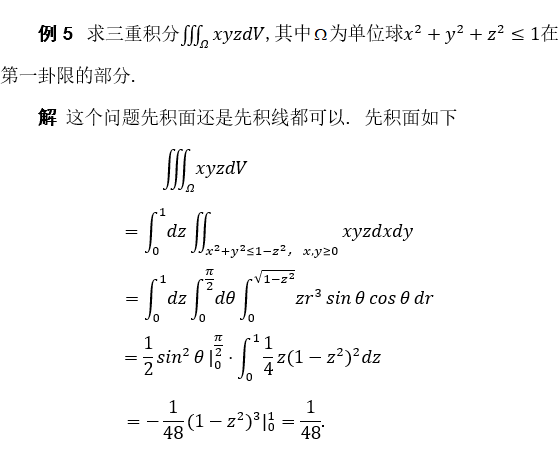 例 5 求三重积分∭_Ω xyzdV, 其中Ω为单位球x² + y² + z² ≤ 1在
第一卦限的部分.
解 这个问题先积面还是先积线都可以. 先积面如下
∭_Ω xyzdV
= ∫_0^1 dz ∬_{x²+y²≤1−z², x,y≥0} xyzdxdy
= ∫_0^1 dz ∫_0^{π/2} dθ ∫_0^{√(1−z²)} zr³ sin θ cos θ dr
= 1/2 sin² θ |_0^{π/2} · ∫_0^1 1/4 z(1 − z²)² dz
= − 1/48 (1 − z²)³|_0^1 = 1/48.